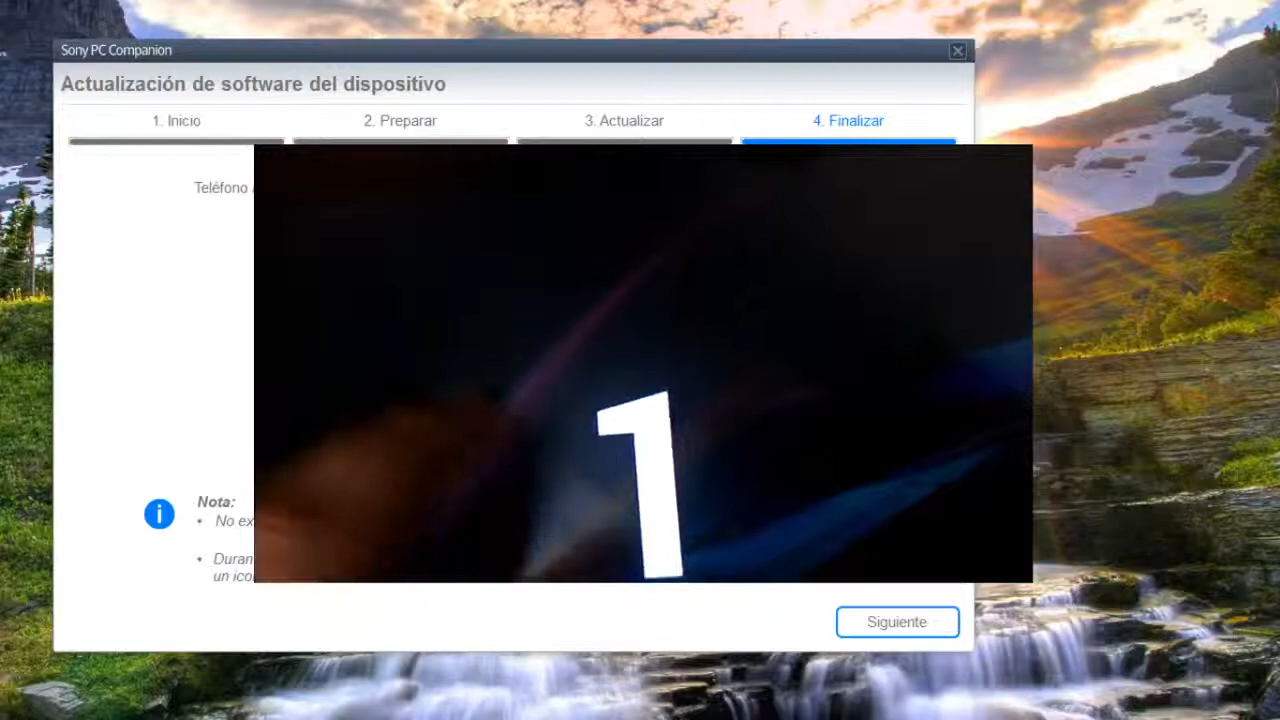 Sony PC Companion
Actualización de software del dispositivo
1. Inicio
2. Preparar
3. Actualizar
4. Finalizar
Teléfono
1
Nota:
• No ex
• Duran
un ico
Siguiente